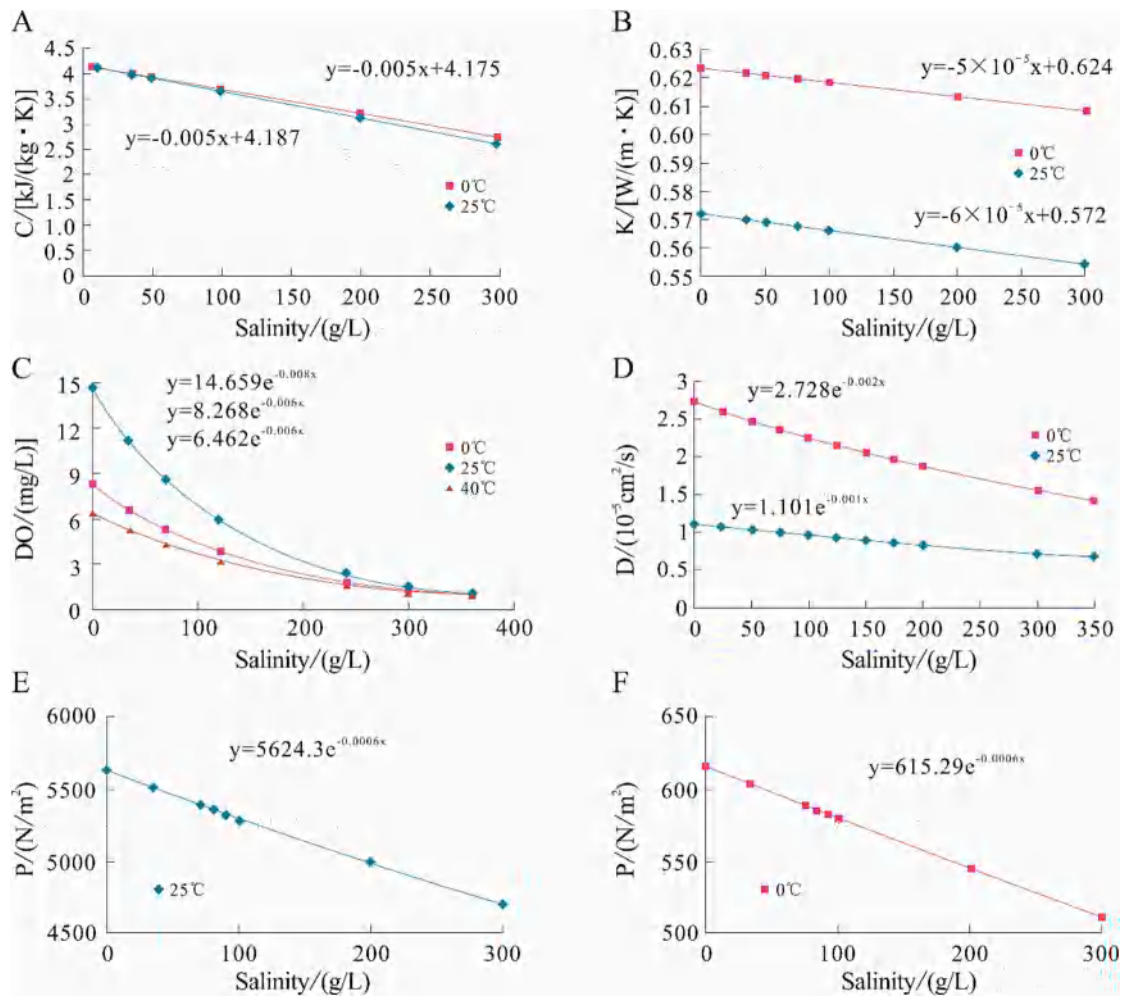 A
C/[kJ/(kg·K)]
4.5
4.0
3.5
3.0
2.5
2.0
1.5
1.0
0.5
0
y=-0.005x+4.175
y=-0.005x+4.187
0℃
25℃
0 50 100 150 200 250 300
Salinity/(g/L)
B
K/[W/(m·K)]
0.63
0.62
0.61
0.60
0.59
0.58
0.57
0.56
0.55
y=-5×10⁻⁵x+0.624
0℃
25℃
y=-6×10⁻⁵x+0.572
0 50 100 150 200 250 300
Salinity/(g/L)
C
DO/(mg/L)]
15
12
9
6
3
0
y=14.659e⁻⁰·⁰⁰⁸ˣ
y=8.268e⁻⁰·⁰⁰⁶ˣ
y=6.462e⁻⁰·⁰⁰⁶ˣ
0℃
25℃
40℃
0 100 200 300 400
Salinity/(g/L)
D
D/(10⁻⁵cm²/s)
3
2.5
2
1.5
1
0.5
0
y=2.728e⁻⁰·⁰⁰²ˣ
0℃
25℃
y=1.101e⁻⁰·⁰⁰¹ˣ
0 50 100 150 200 250 300 350
Salinity/(g/L)
E
P/(N/m²)
6000
5500
5000
4500
y=5624.3e⁻⁰·⁰⁰⁰⁶ˣ
25℃
0 100 200 300
Salinity/(g/L)
F
P/(N/m²)
650
600
550
500
y=615.29e⁻⁰·⁰⁰⁰⁶ˣ
0℃
0 50 100 150 200 250 300
Salinity/(g/L)